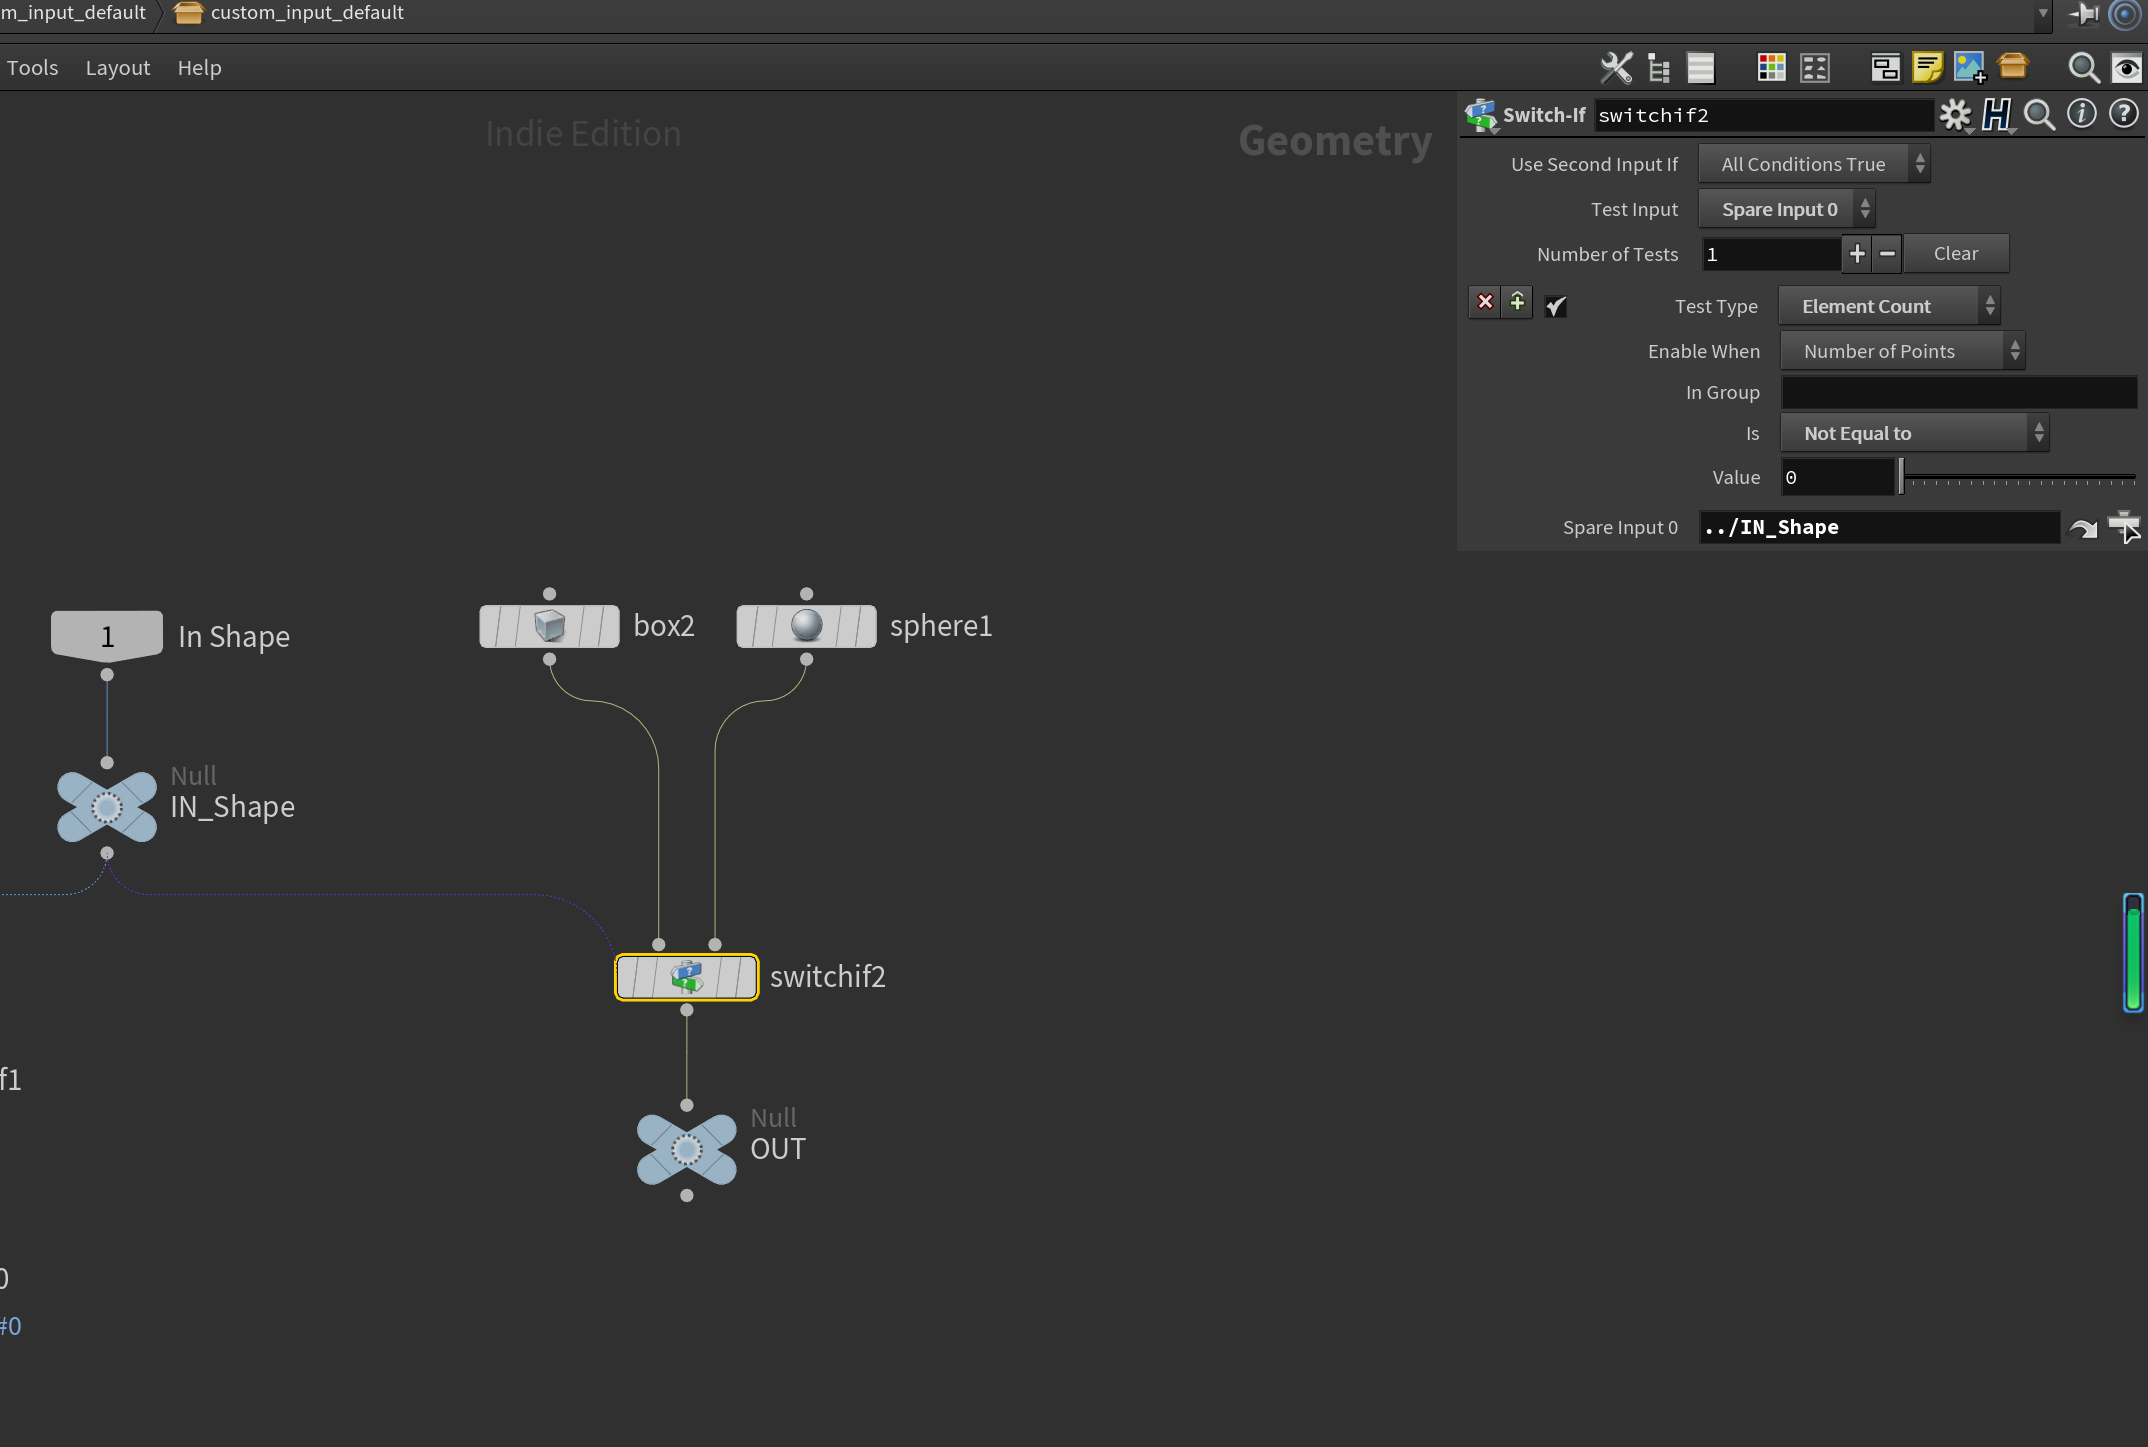 m_input_default
custom_input_default
Tools Layout Help
Indie Edition
Geometry
Switch-If switchif2
Use Second Input If All Conditions True
Test Input Spare Input 0
Number of Tests 1 Clear
Test Type Element Count
Enable When Number of Points
In Group
Is Not Equal to
Value 0
Spare Input 0 ../IN_Shape
1 In Shape
box2
sphere1
Null
IN_Shape
switchif2
f1
Null
OUT
0
#0